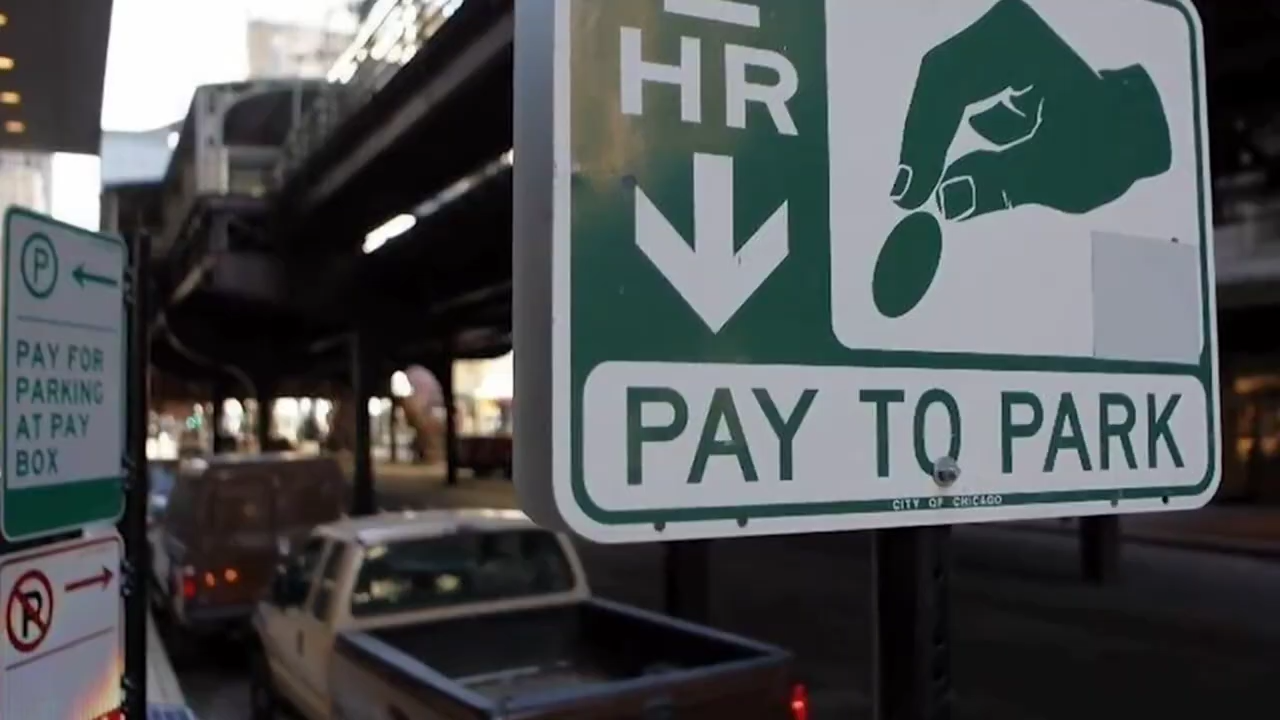 HR
PAY TO PARK
CITY OF CHICAGO
P
PAY FOR
PARKING
AT PAY
BOX
P